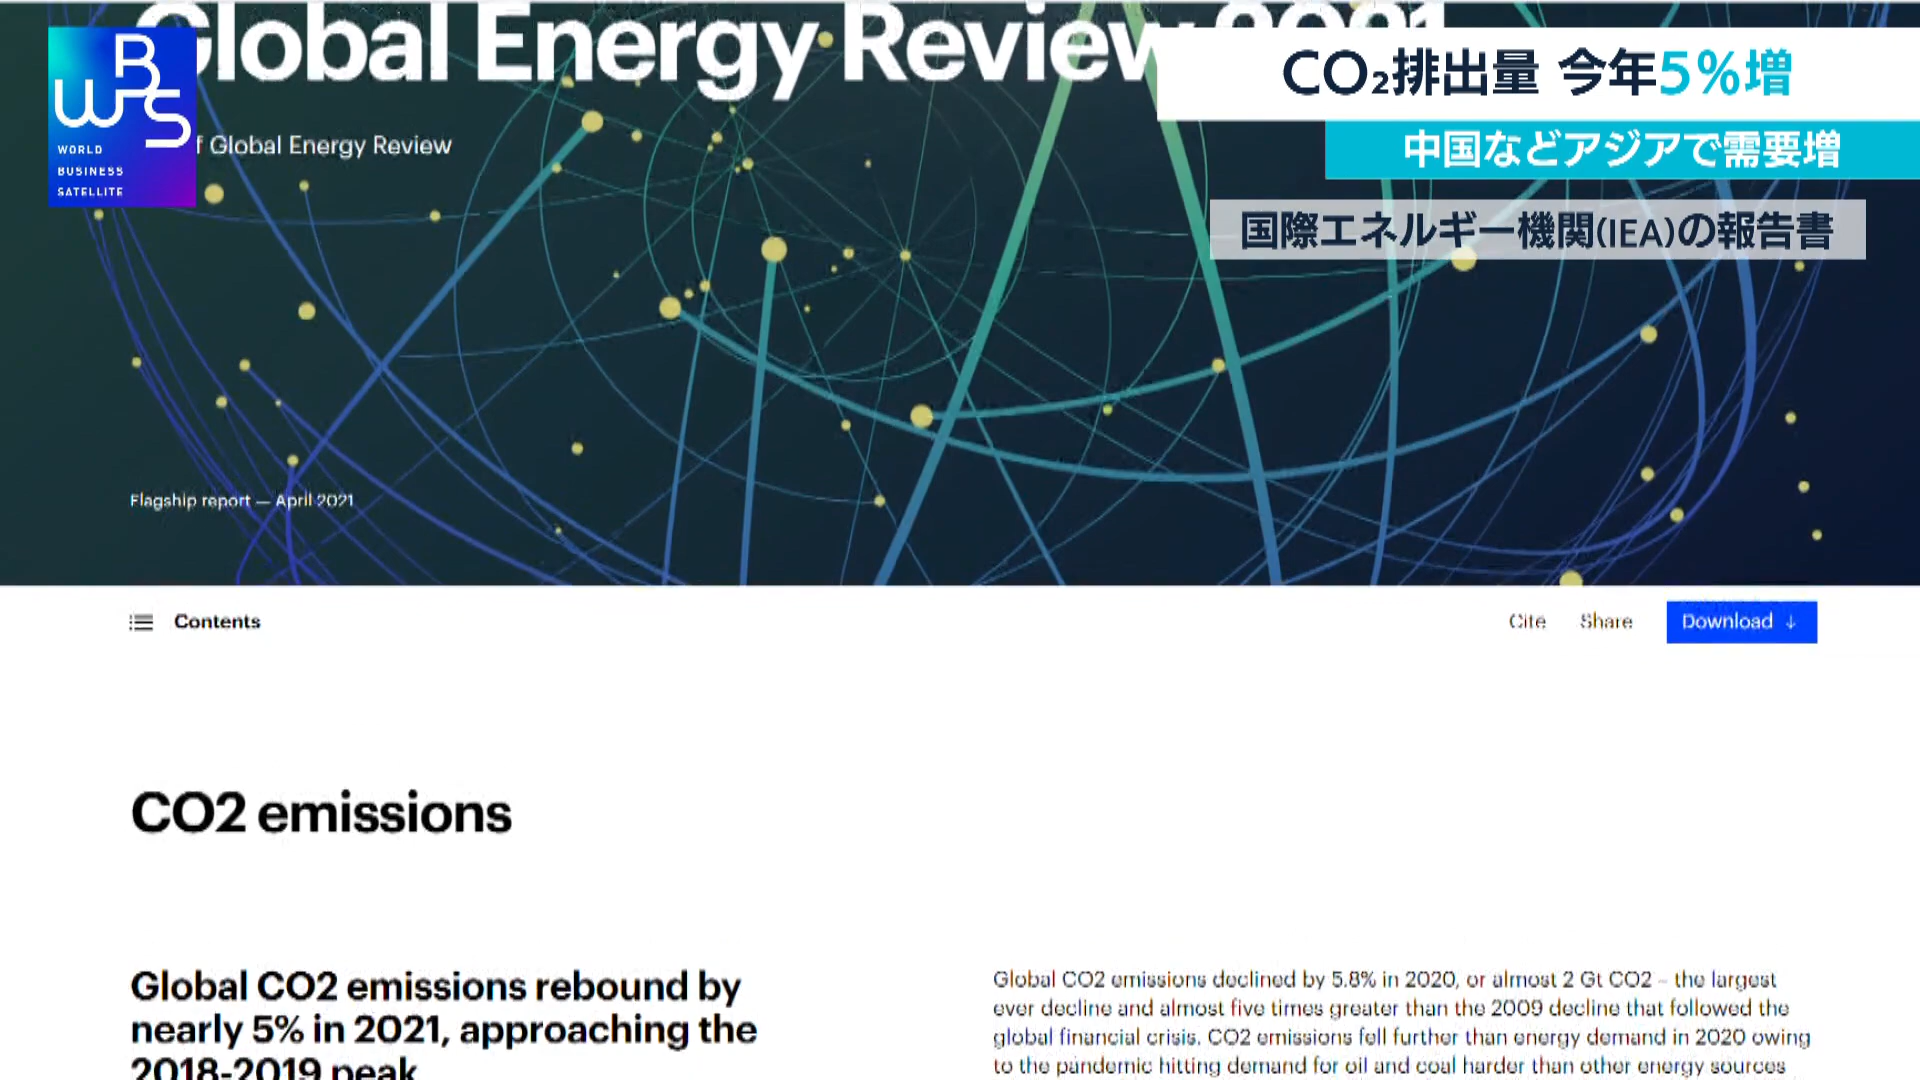 Global Energy Review 2021
WBS
WORLD
BUSINESS
SATELLITE
CO₂排出量 今年5%増
中国などアジアで需要増
国際エネルギー機関(IEA)の報告書
f Global Energy Review
Flagship report — April 2021
Contents
Cite
Share
Download ↓
CO2 emissions
Global CO2 emissions rebound by
nearly 5% in 2021, approaching the
2018-2019 peak
Global CO2 emissions declined by 5.8% in 2020, or almost 2 Gt CO2 – the largest
ever decline and almost five times greater than the 2009 decline that followed the
global financial crisis. CO2 emissions fell further than energy demand in 2020 owing
to the pandemic hitting demand for oil and coal harder than other energy sources